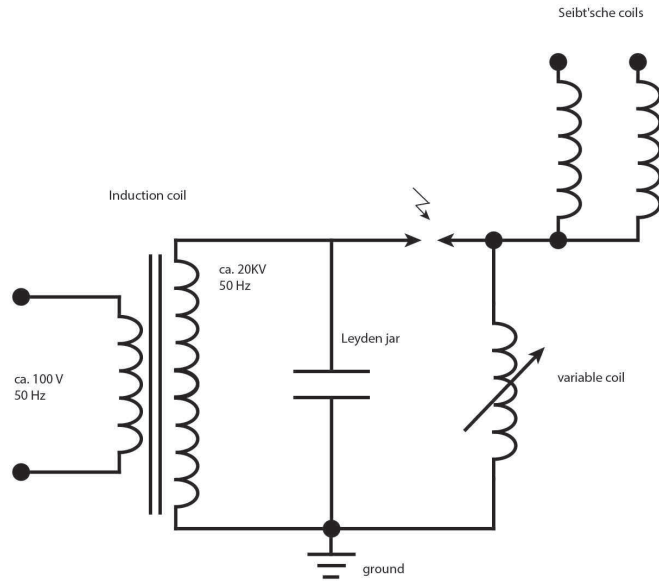 Seibt'sche coils
Induction coil
ca. 20KV
50 Hz
Leyden jar
ca. 100 V
50 Hz
variable coil
ground